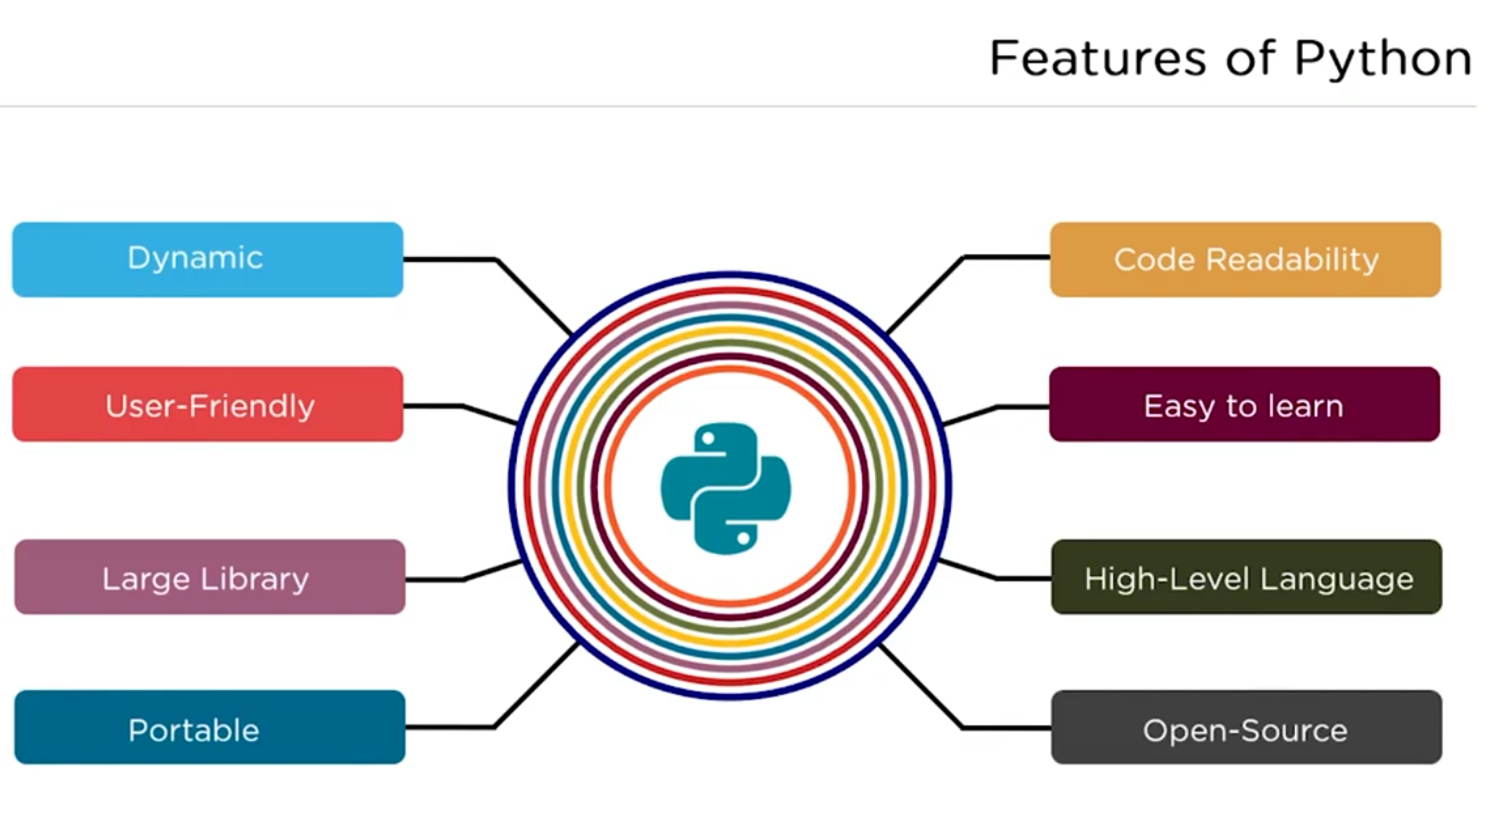 Features of Python
Dynamic
Code Readability
User-Friendly
Easy to learn
Large Library
High-Level Language
Portable
Open-Source